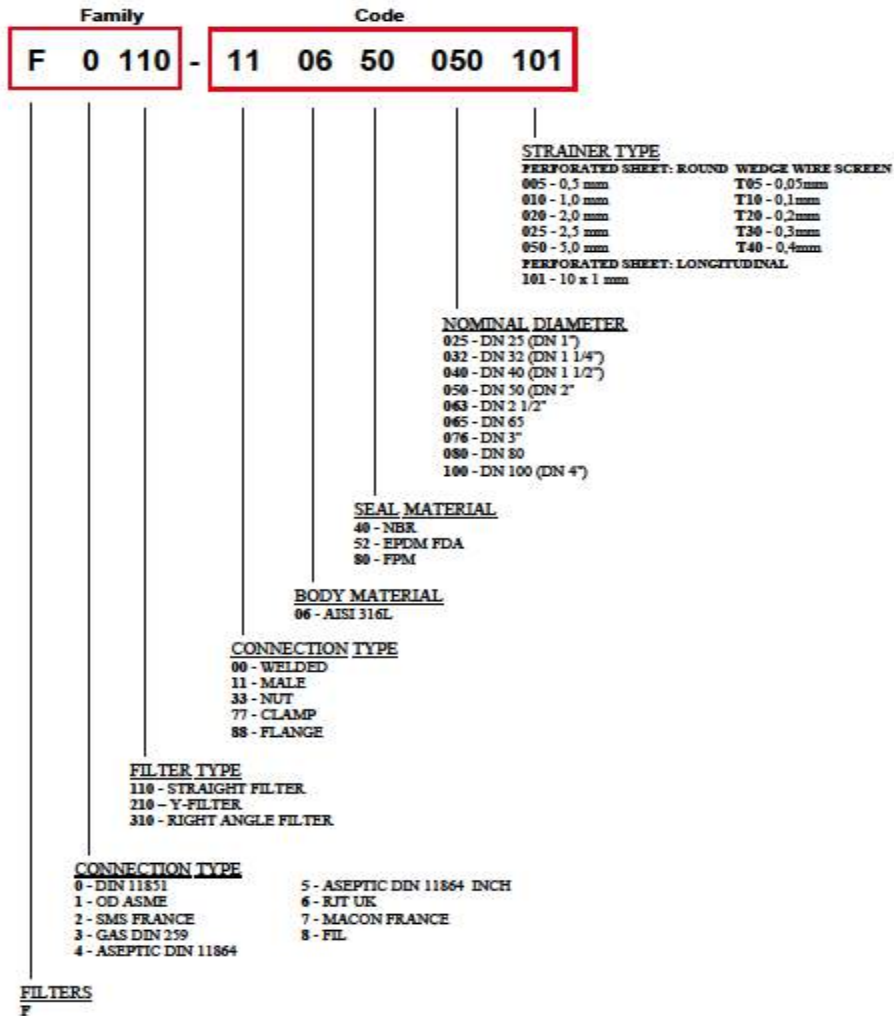 Family Code
F 0 110 - 11 06 50 050 101
STRAINER TYPE
PERFORATED SHEET: ROUND WEDGE WIRE SCREEN
005 - 0,5 mm T05 - 0,05mm
010 - 1,0 mm T10 - 0,1mm
020 - 2,0 mm T20 - 0,2mm
025 - 2,5 mm T30 - 0,3mm
050 - 5,0 mm T40 - 0,4mm
PERFORATED SHEET: LONGITUDINAL
101 - 10 x 1 mm
NOMINAL DIAMETER
025 - DN 25 (DN 1")
032 - DN 32 (DN 1 1/4")
040 - DN 40 (DN 1 1/2")
050 - DN 50 (DN 2"
063 - DN 2 1/2"
065 - DN 65
076 - DN 3"
080 - DN 80
100 - DN 100 (DN 4")
SEAL MATERIAL
40 - NBR
52 - EPDM FDA
80 - FPM
BODY MATERIAL
06 - AISI 316L
CONNECTION TYPE
00 - WELDED
11 - MALE
33 - NUT
77 - CLAMP
88 - FLANGE
FILTER TYPE
110 - STRAIGHT FILTER
210 – Y-FILTER
310 - RIGHT ANGLE FILTER
CONNECTION TYPE
0 - DIN 11851 5 - ASEPTIC DIN 11864 INCH
1 - OD ASME 6 - RJT UK
2 - SMS FRANCE 7 - MACON FRANCE
3 - GAS DIN 259 8 - FIL
4 - ASEPTIC DIN 11864
FILTERS
F